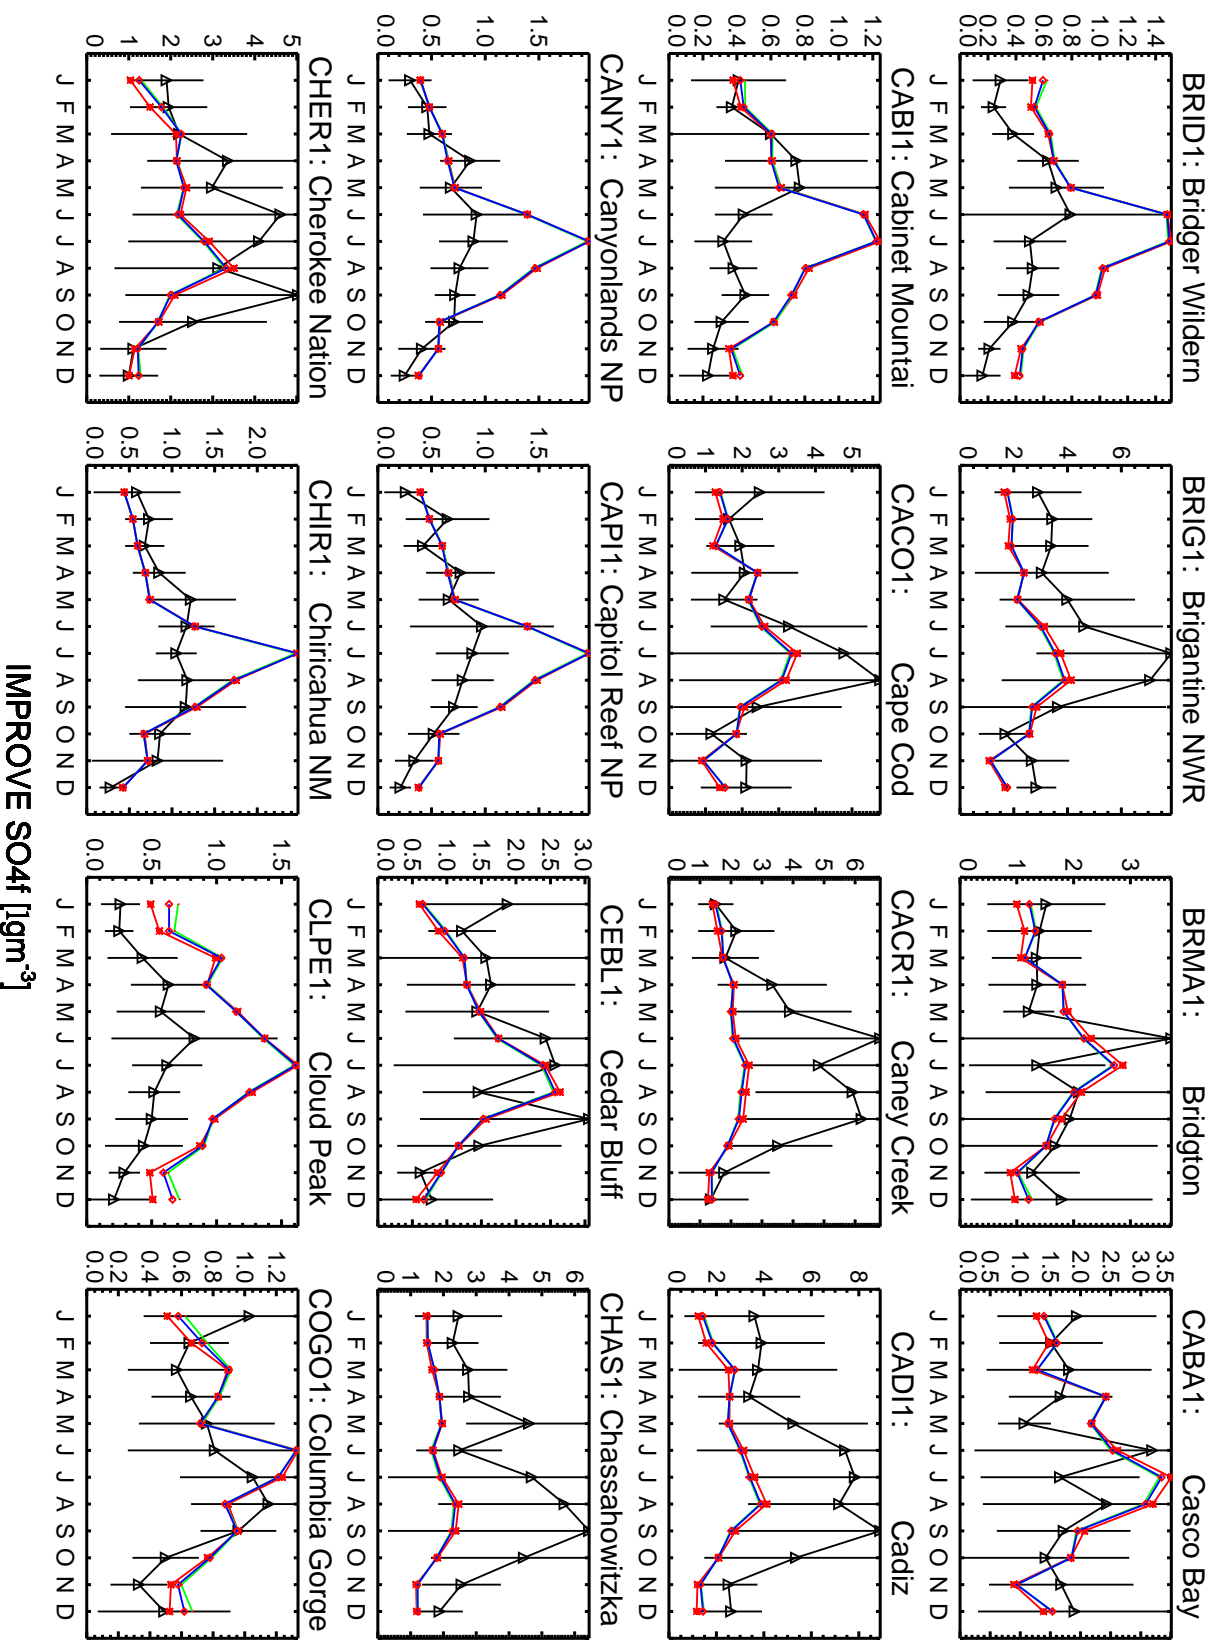 BRID1: Bridger Wildern
1.4
1.2
1.0
0.8
0.6
0.4
0.2
0.0
J F M A M J J A S O N D
BRIG1: Brigantine NWR
6
4
2
0
J F M A M J J A S O N D
BRMA1: Bridgton
3
2
1
0
J F M A M J J A S O N D
CABA1: Casco Bay
3.5
3.0
2.5
2.0
1.5
1.0
0.5
0.0
J F M A M J J A S O N D
CABI1: Cabinet Mountai
1.2
1.0
0.8
0.6
0.4
0.2
0.0
J F M A M J J A S O N D
CACO1: Cape Cod
5
4
3
2
1
0
J F M A M J J A S O N D
CACR1: Caney Creek
6
5
4
3
2
1
0
J F M A M J J A S O N D
CADI1: Cadiz
8
6
4
2
0
J F M A M J J A S O N D
CANY1: Canyonlands NP
1.5
1.0
0.5
0.0
J F M A M J J A S O N D
CAPI1: Capitol Reef NP
1.5
1.0
0.5
0.0
J F M A M J J A S O N D
CEBL1: Cedar Bluff
3.0
2.5
2.0
1.5
1.0
0.5
0.0
J F M A M J J A S O N D
CHAS1: Chassahowitzka
6
5
4
3
2
1
0
J F M A M J J A S O N D
CHER1: Cherokee Nation
5
4
3
2
1
0
J F M A M J J A S O N D
CHIR1: Chiricahua NM
2.0
1.5
1.0
0.5
0.0
J F M A M J J A S O N D
CLPE1: Cloud Peak
1.5
1.0
0.5
0.0
J F M A M J J A S O N D
COGO1: Columbia Gorge
1.2
1.0
0.8
0.6
0.4
0.2
0.0
J F M A M J J A S O N D
IMPROVE SO4f [1gm-3]